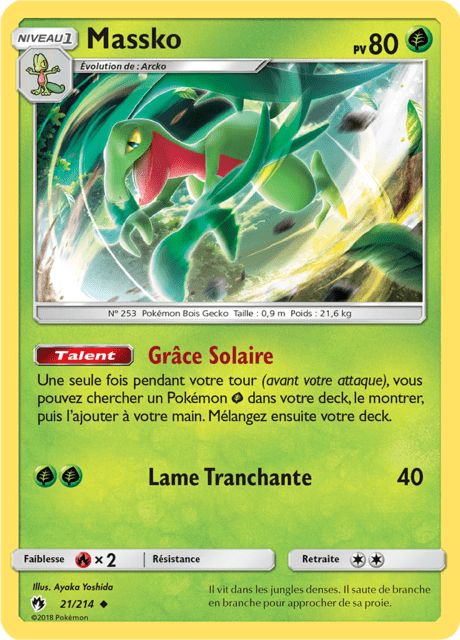 NIVEAU 1
Massko
PV 80
Évolution de : Arcko
N° 253 Pokémon Bois Gecko Taille : 0,9 m Poids : 21,6 kg
Talent Grâce Solaire
Une seule fois pendant votre tour (avant votre attaque), vous
pouvez chercher un Pokémon dans votre deck, le montrer,
puis l'ajouter à votre main. Mélangez ensuite votre deck.
Lame Tranchante 40
Faiblesse × 2 Résistance Retraite
Illus. Ayaka Yoshida
21/214
©2018 Pokémon
Il vit dans les jungles denses. Il saute de branche
en branche pour approcher de sa proie.